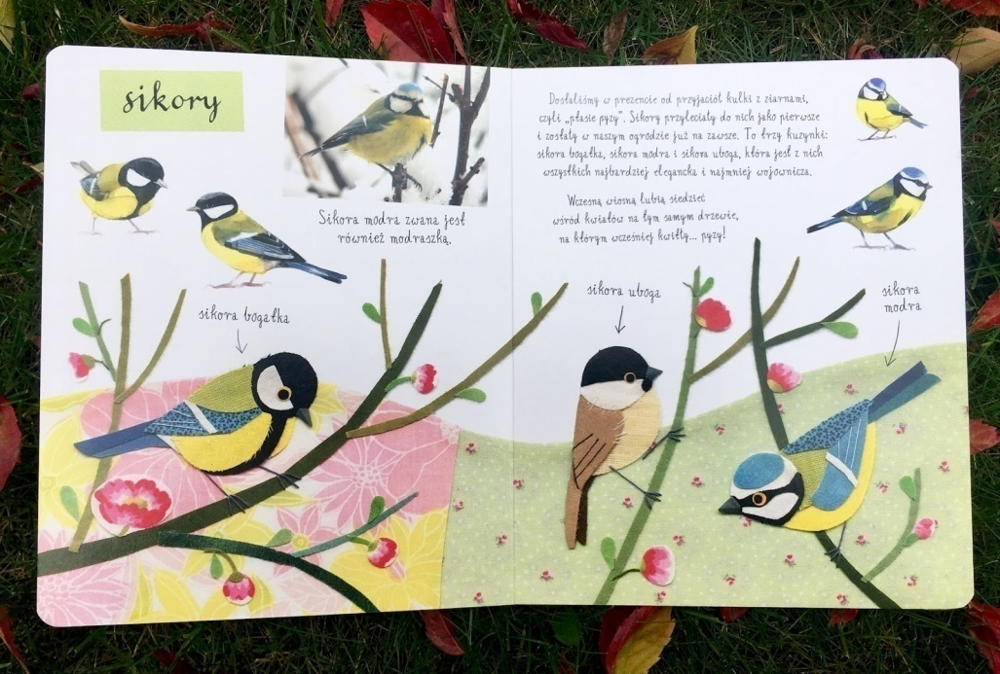 sikory
Sikora modra zwana jest
również modraszką.
Dostaliśmy w prezencie od przyjaciół kulki z ziarnami,
czyli „ptasie pyzy”. Sikory przyleciały do nich jako pierwsze
i zostały w naszym ogrodzie już na zawsze. To trzy kuzynki:
sikora bogatka, sikora modra i sikora uboga, która jest z nich
wszystkich najbardziej elegancka i najmniej wojownicza.
Wczesną wiosną lubią siedzieć
wśród kwiatów na tym samym drzewie,
na którym wcześniej kwitły... pyzy!
sikora bogatka
sikora uboga
sikora
modra